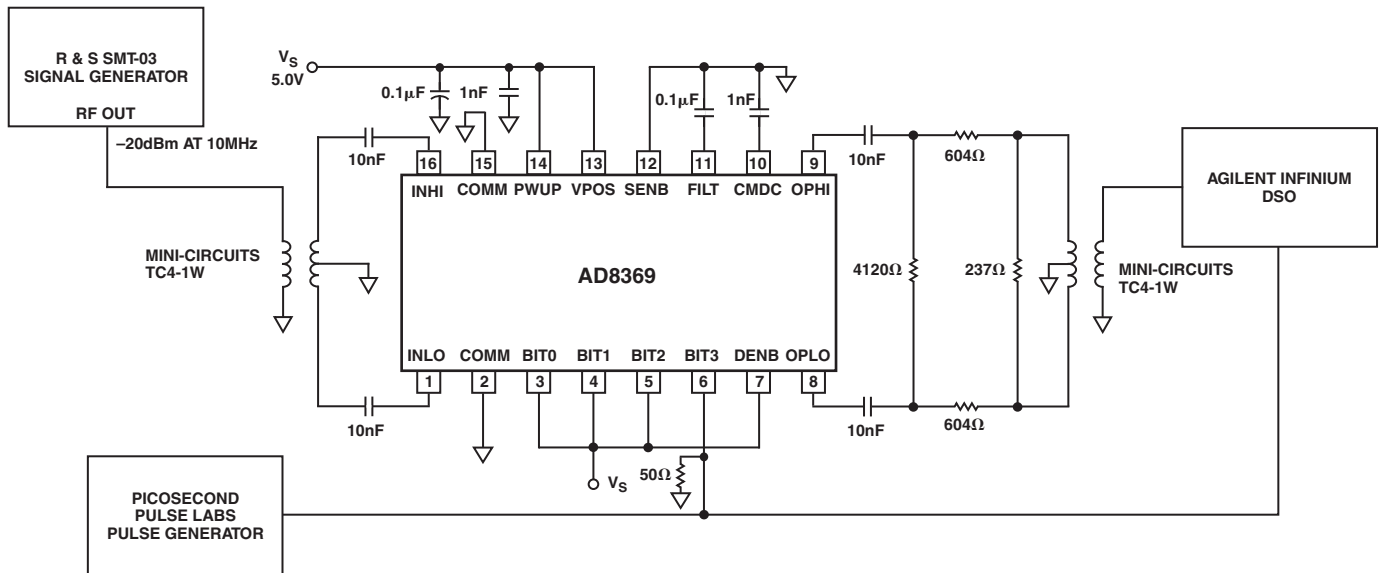 R & S SMT-03
SIGNAL GENERATOR
RF OUT
–20dBm AT 10MHz
VS
5.0V
0.1µF
1nF
0.1µF
1nF
10nF
10nF
604Ω
16
15
14
13
12
11
10
9
INHI
COMM
PWUP
VPOS
SENB
FILT
CMDC
OPHI
AGILENT INFINIUM
DSO
MINI-CIRCUITS
TC4-1W
AD8369
4120Ω
237Ω
MINI-CIRCUITS
TC4-1W
INLO
COMM
BIT0
BIT1
BIT2
BIT3
DENB
OPLO
1
2
3
4
5
6
7
8
10nF
10nF
604Ω
50Ω
VS
PICOSECOND
PULSE LABS
PULSE GENERATOR